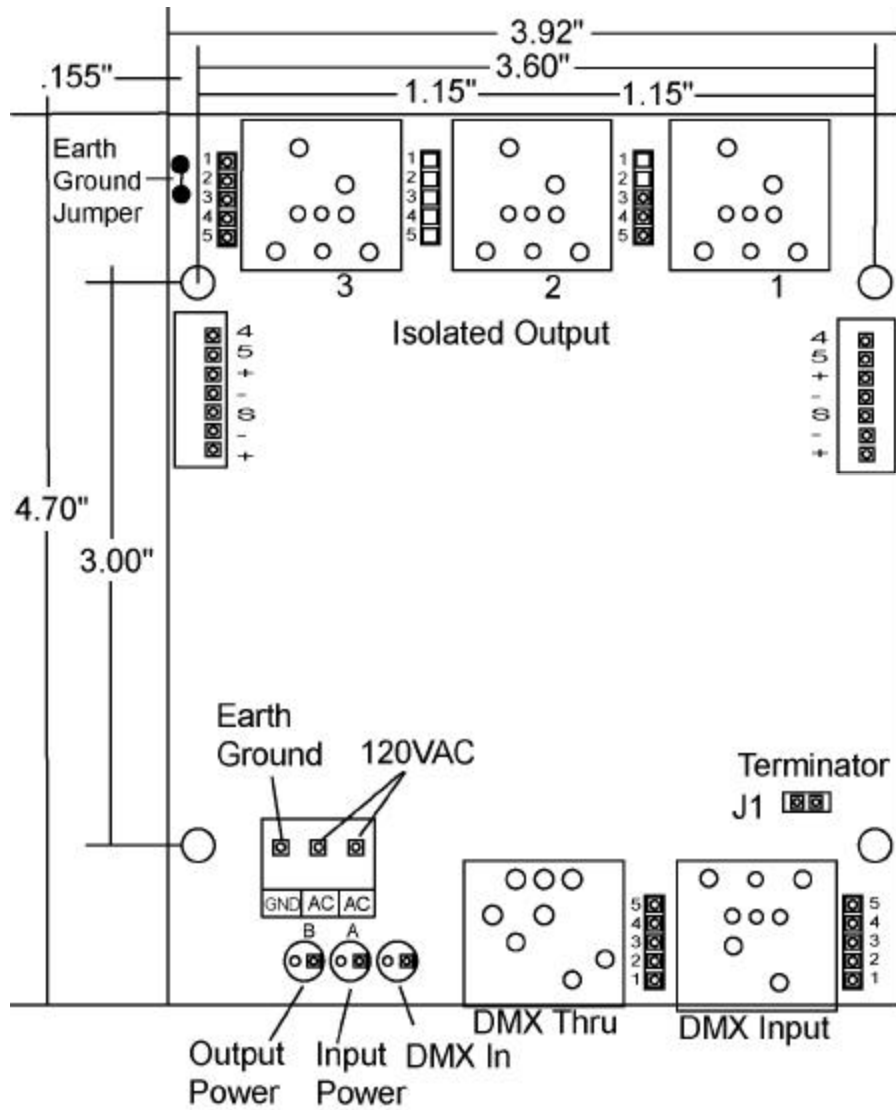 3.92"
3.60"
.155"
1.15" 1.15"
Earth
Ground
Jumper
1
2
3
4
5
1
2
3
4
5
1
2
3
4
5
3 2 1
Isolated Output
4
5
+
-
S
-
+
4
5
+
-
S
-
+
4.70"
3.00"
Earth
Ground
120VAC
Terminator
J1
GND AC AC
B A
5
4
3
2
1
5
4
3
2
1
DMX Thru
DMX Input
Output
Power
Input
Power
DMX In